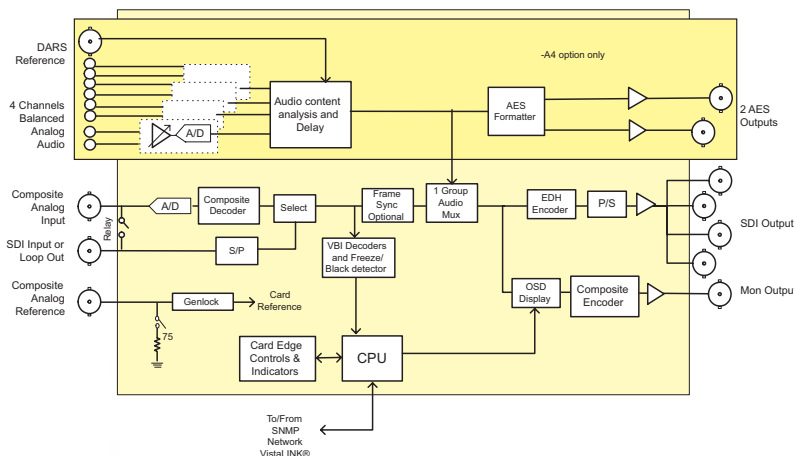 DARS
Reference
-A4 option only
4 Channels
Balanced
Analog
Audio
A/D
Audio content
analysis and
Delay
AES
Formatter
2 AES
Outputs
Composite
Analog
Input
Relay
A/D
Composite
Decoder
Select
Frame
Sync
Optional
1 Group
Audio
Mux
EDH
Encoder
P/S
SDI Output
SDI Input or
Loop Out
S/P
VBI Decoders
and Freeze/
Black detector
OSD
Display
Composite
Encoder
Mon Outpu
Composite
Analog
Reference
Genlock
Card
Reference
75
Card Edge
Controls &
Indicators
CPU
To/From
SNMP
Network
VistaLINK®